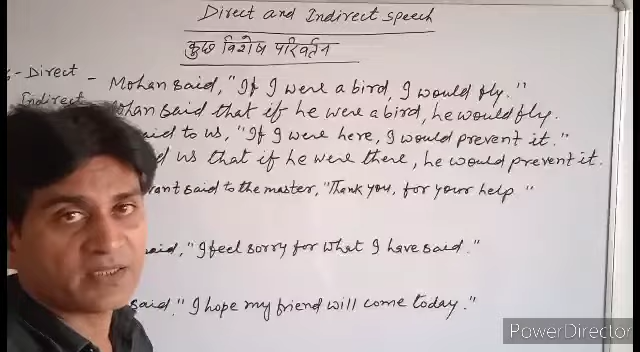 Direct and Indirect speech
कुछ विशेष परिवर्तन
Direct - Mohan said, "If I were a bird, I would fly."
Indirect Mohan said that if he were a bird, he would fly.
said to us, "If I were here, I would prevent it."
us that if he were there, he would prevent it.
said to the master, "Thank you, for your help"
said, "I feel sorry for what I have said."
said, "I hope my friend will come today."
PowerDirector